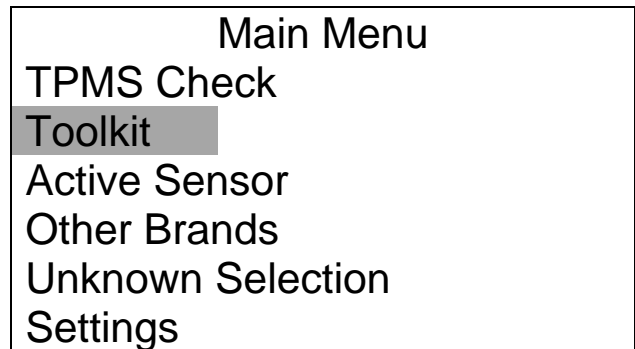 Main Menu
TPMS Check
Toolkit
Active Sensor
Other Brands
Unknown Selection
Settings